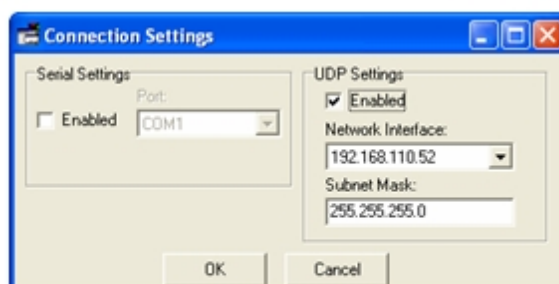 Connection Settings
Serial Settings
Port:
Enabled
COM1
UDP Settings
Enabled
Network Interface:
192.168.110.52
Subnet Mask:
255.255.255.0
OK
Cancel